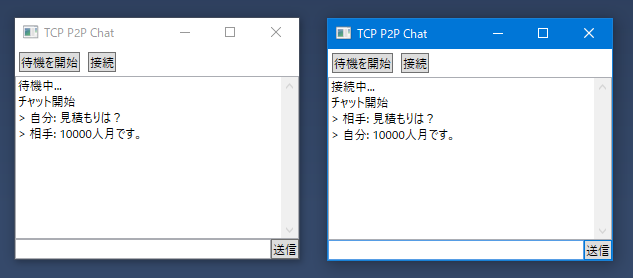 TCP P2P Chat
待機を開始 接続
待機中...
チャット開始
> 自分: 見積もりは？
> 相手: 10000人月です。
送信
TCP P2P Chat
待機を開始 接続
接続中...
チャット開始
> 相手: 見積もりは？
> 自分: 10000人月です。
送信